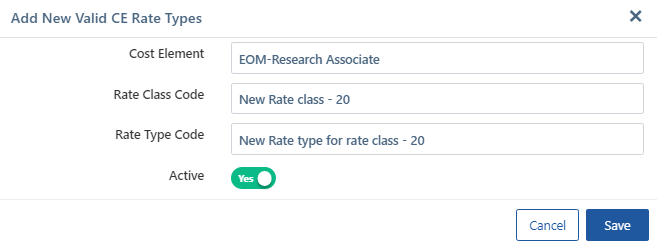 Add New Valid CE Rate Types
Cost Element EOM-Research Associate
Rate Class Code New Rate class - 20
Rate Type Code New Rate type for rate class - 20
Active Yes
Cancel Save